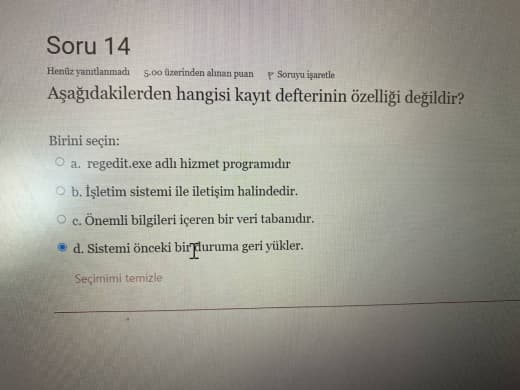 Soru 14
Henüz yanıtlanmadı 5.00 üzerinden alınan puan Soruyu işaretle
Aşağıdakilerden hangisi kayıt defterinin özelliği değildir?
Birini seçin:
a. regedit.exe adlı hizmet programıdır
b. İşletim sistemi ile iletişim halindedir.
c. Önemli bilgileri içeren bir veri tabanıdır.
d. Sistemi önceki bir duruma geri yükler.
Seçimimi temizle